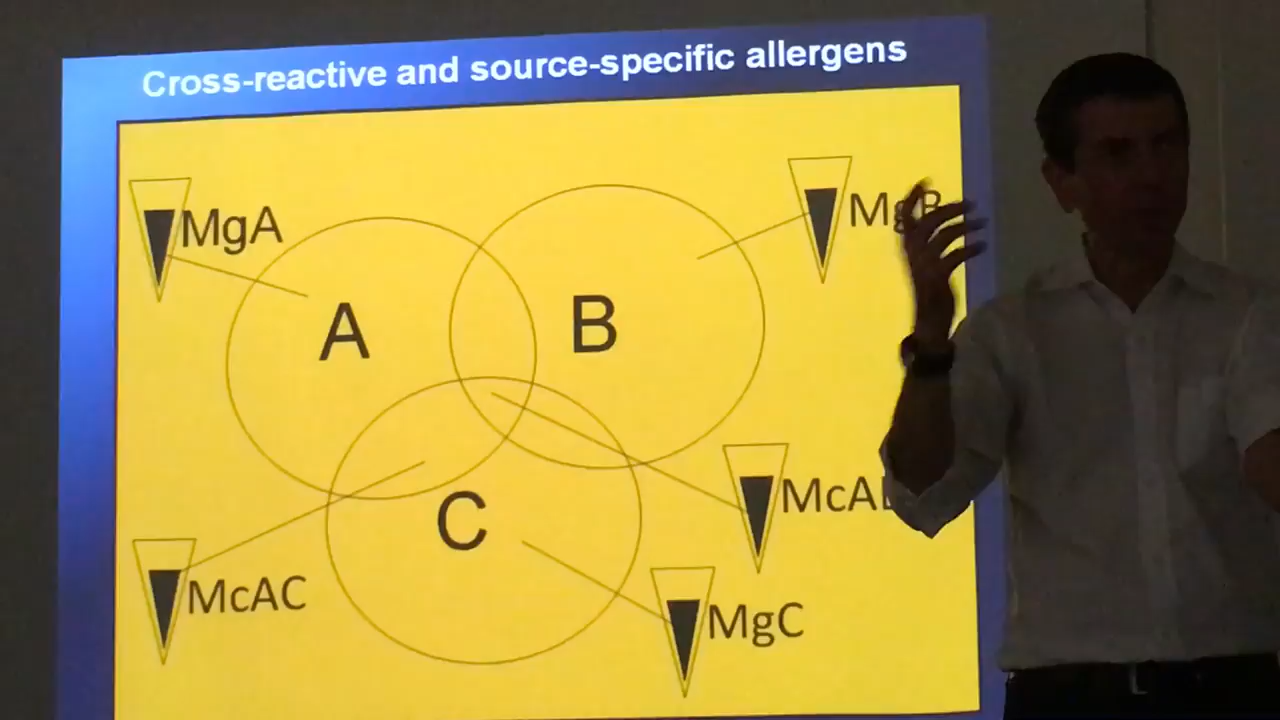 Cross-reactive and source-specific allergens
MgA
A
B
C
McAC
MgC